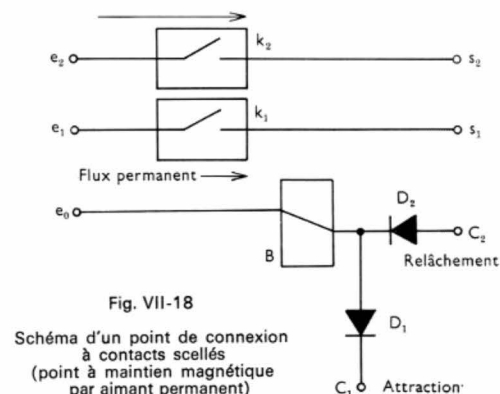 k₂
e₂
s₂
k₁
e₁
s₁
Flux permanent
e₀
D₂
C₂
B
Relâchement
Fig. VII-18
D₁
Schéma d'un point de connexion
à contacts scellés
(point à maintien magnétique
par aimant permanent)
C₁ Attraction